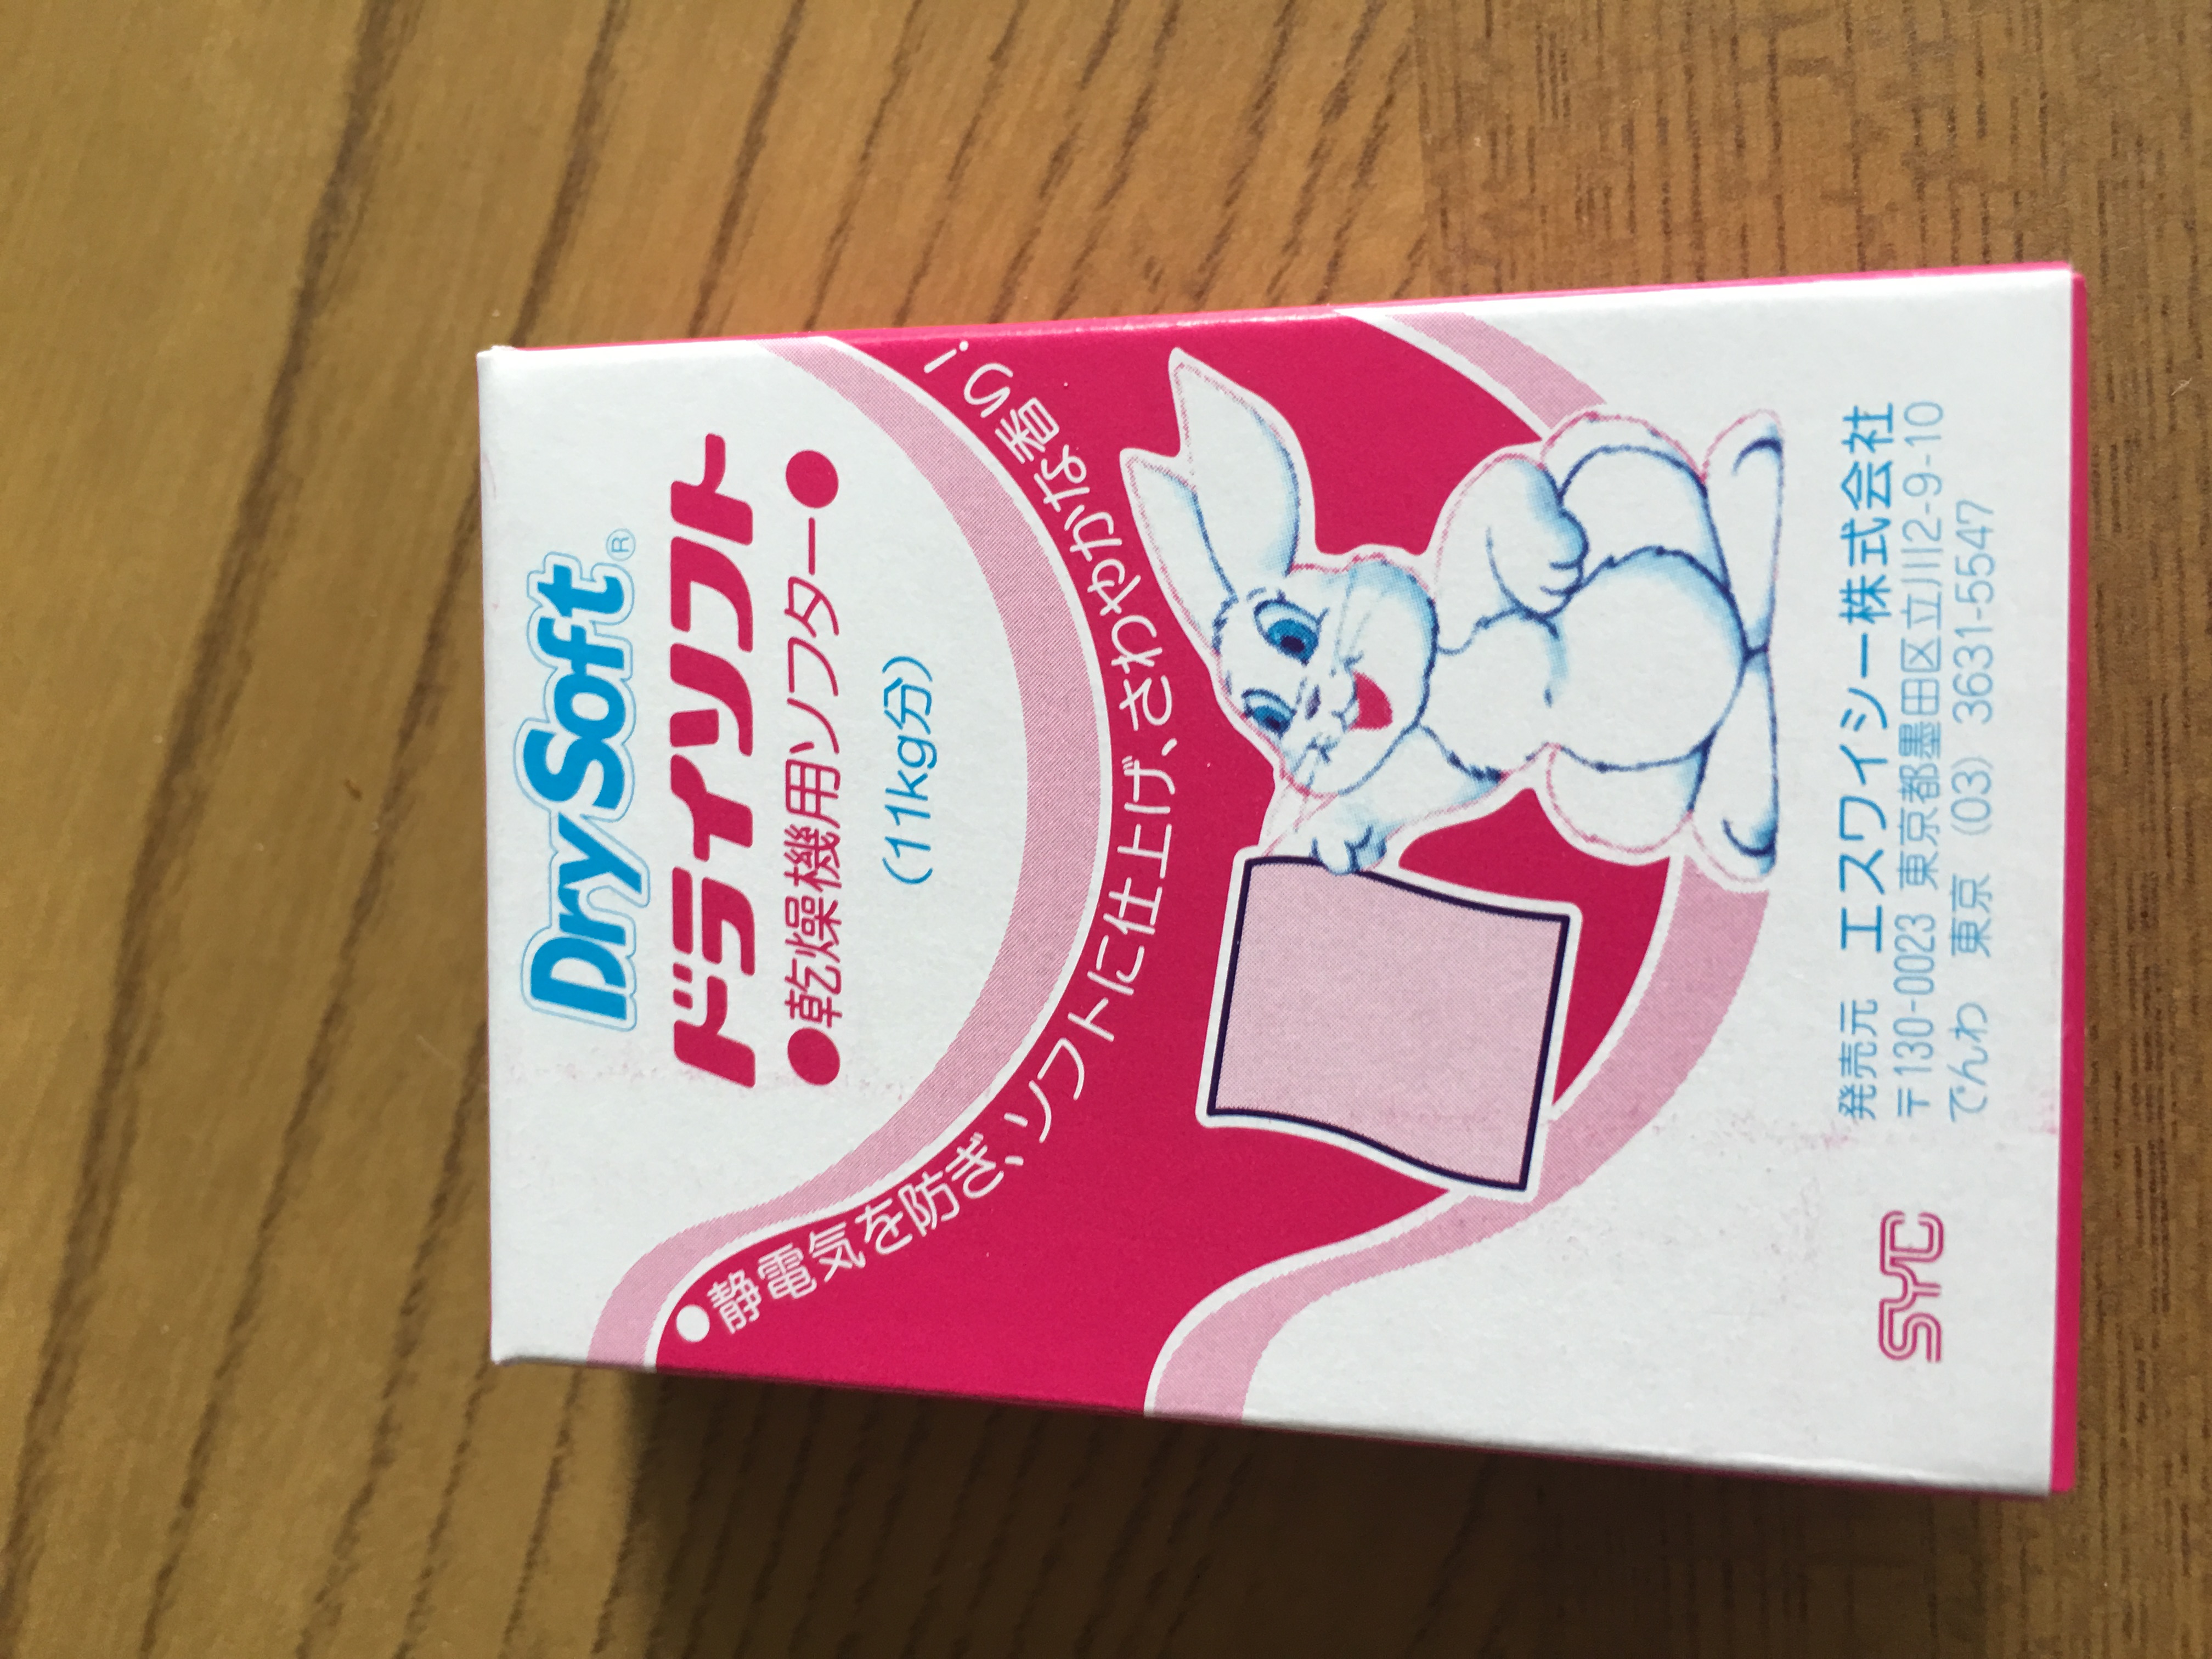 DrySoft®
ドライソフト
●乾燥機用ソフター●
(11kg分)
●静電気を防ぎ、ソフトに仕上げ、さわやかな香り!
発売元 エスワイシー株式会社
〒130-0023 東京都墨田区立川2-9-10
でんわ 東京 (03) 3631-5547
SYC